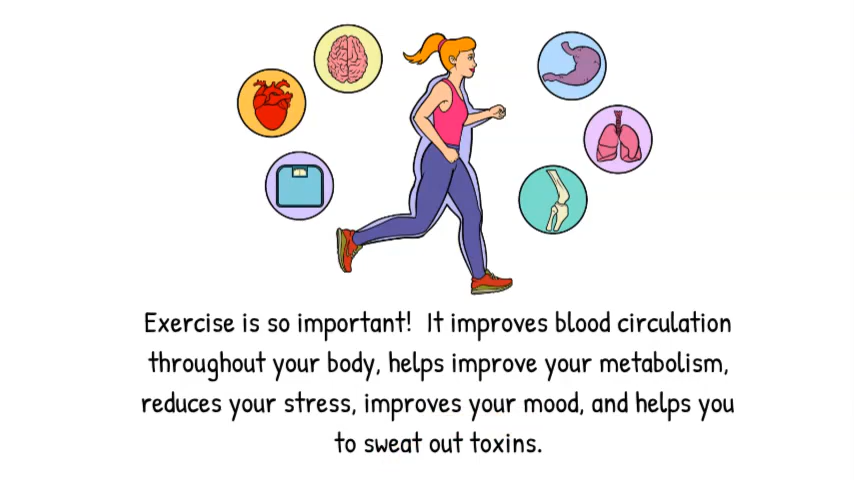 Exercise is so important!  It improves blood circulation
throughout your body, helps improve your metabolism,
reduces your stress, improves your mood, and helps you
to sweat out toxins.